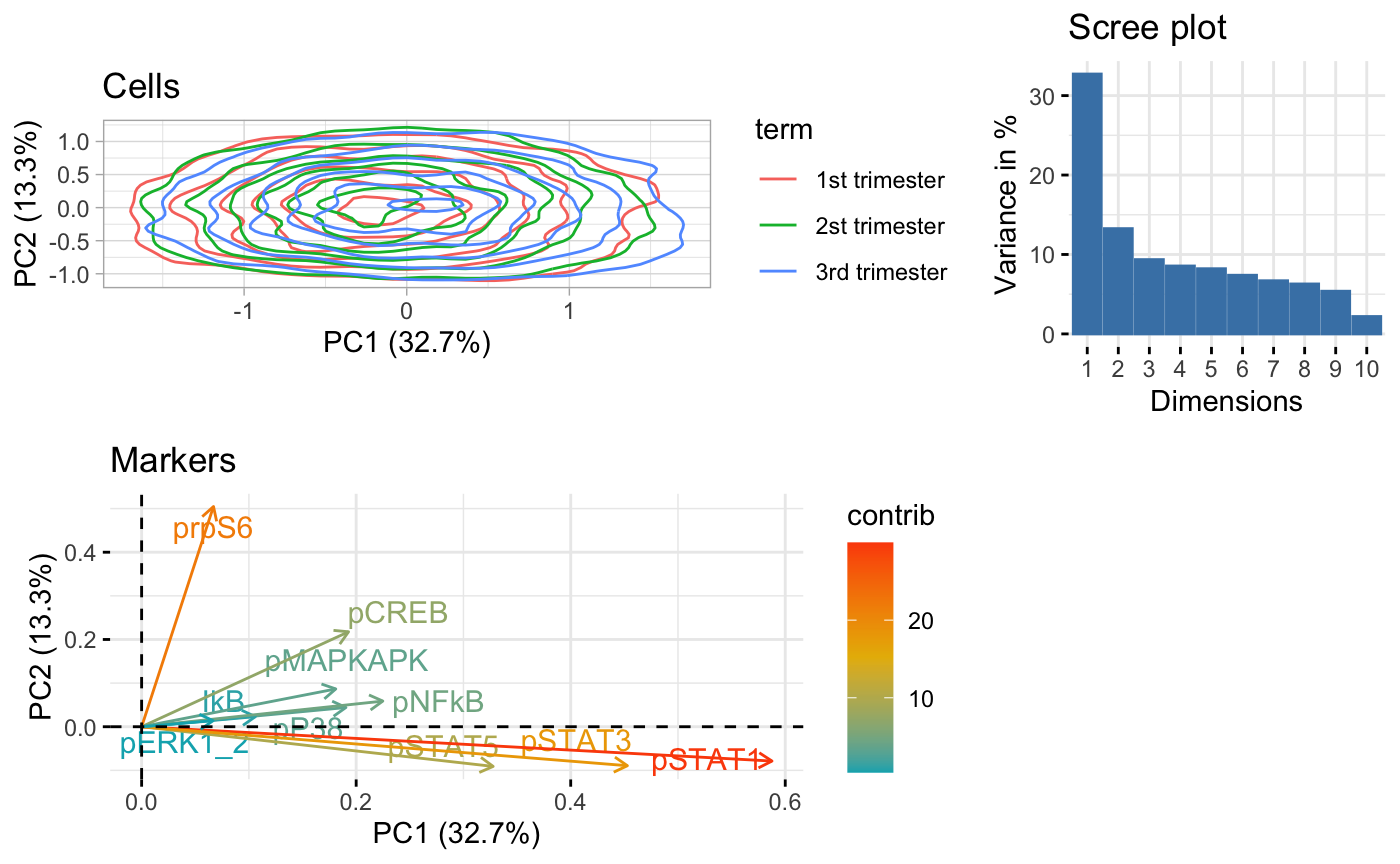 Cells
PC2 (13.3%)
1.0
0.5
0.0
-0.5
-1.0
-1
0
1
PC1 (32.7%)
term
1st trimester
2st trimester
3rd trimester
Scree plot
Variance in %
30
20
10
0
1 2 3 4 5 6 7 8 9 10
Dimensions
Markers
PC2 (13.3%)
0.4
0.2
0.0
prpS6
pCREB
pMAPKAPK
IkB
pNFkB
pP38
pERK1_2
pSTAT5
pSTAT3
pSTAT1
0.0
0.2
0.4
0.6
PC1 (32.7%)
contrib
20
10